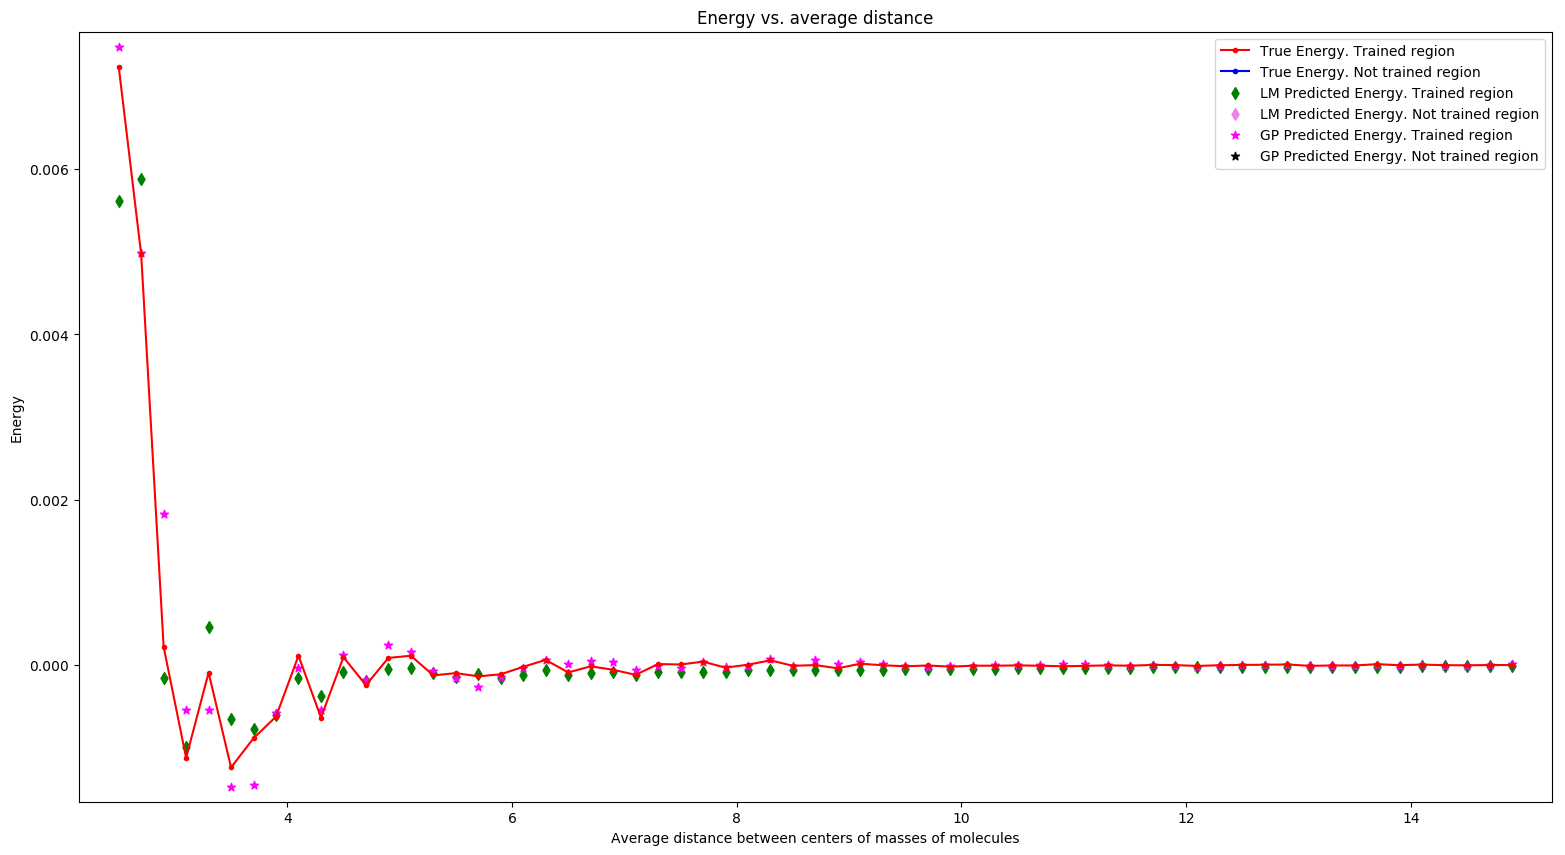 Energy vs. average distance
True Energy. Trained region
True Energy. Not trained region
LM Predicted Energy. Trained region
LM Predicted Energy. Not trained region
GP Predicted Energy. Trained region
GP Predicted Energy. Not trained region
0.006
0.004
0.002
0.000
Energy
4
6
8
10
12
14
Average distance between centers of masses of molecules